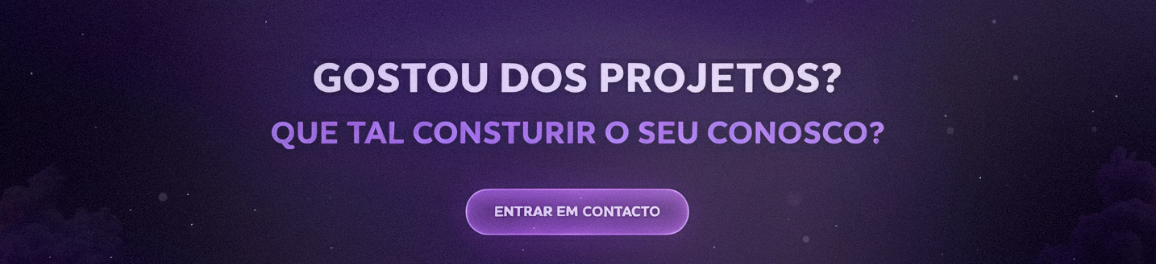 GOSTOU DOS PROJETOS?
QUE TAL CONSTURIR O SEU CONOSCO?
ENTRAR EM CONTACTO